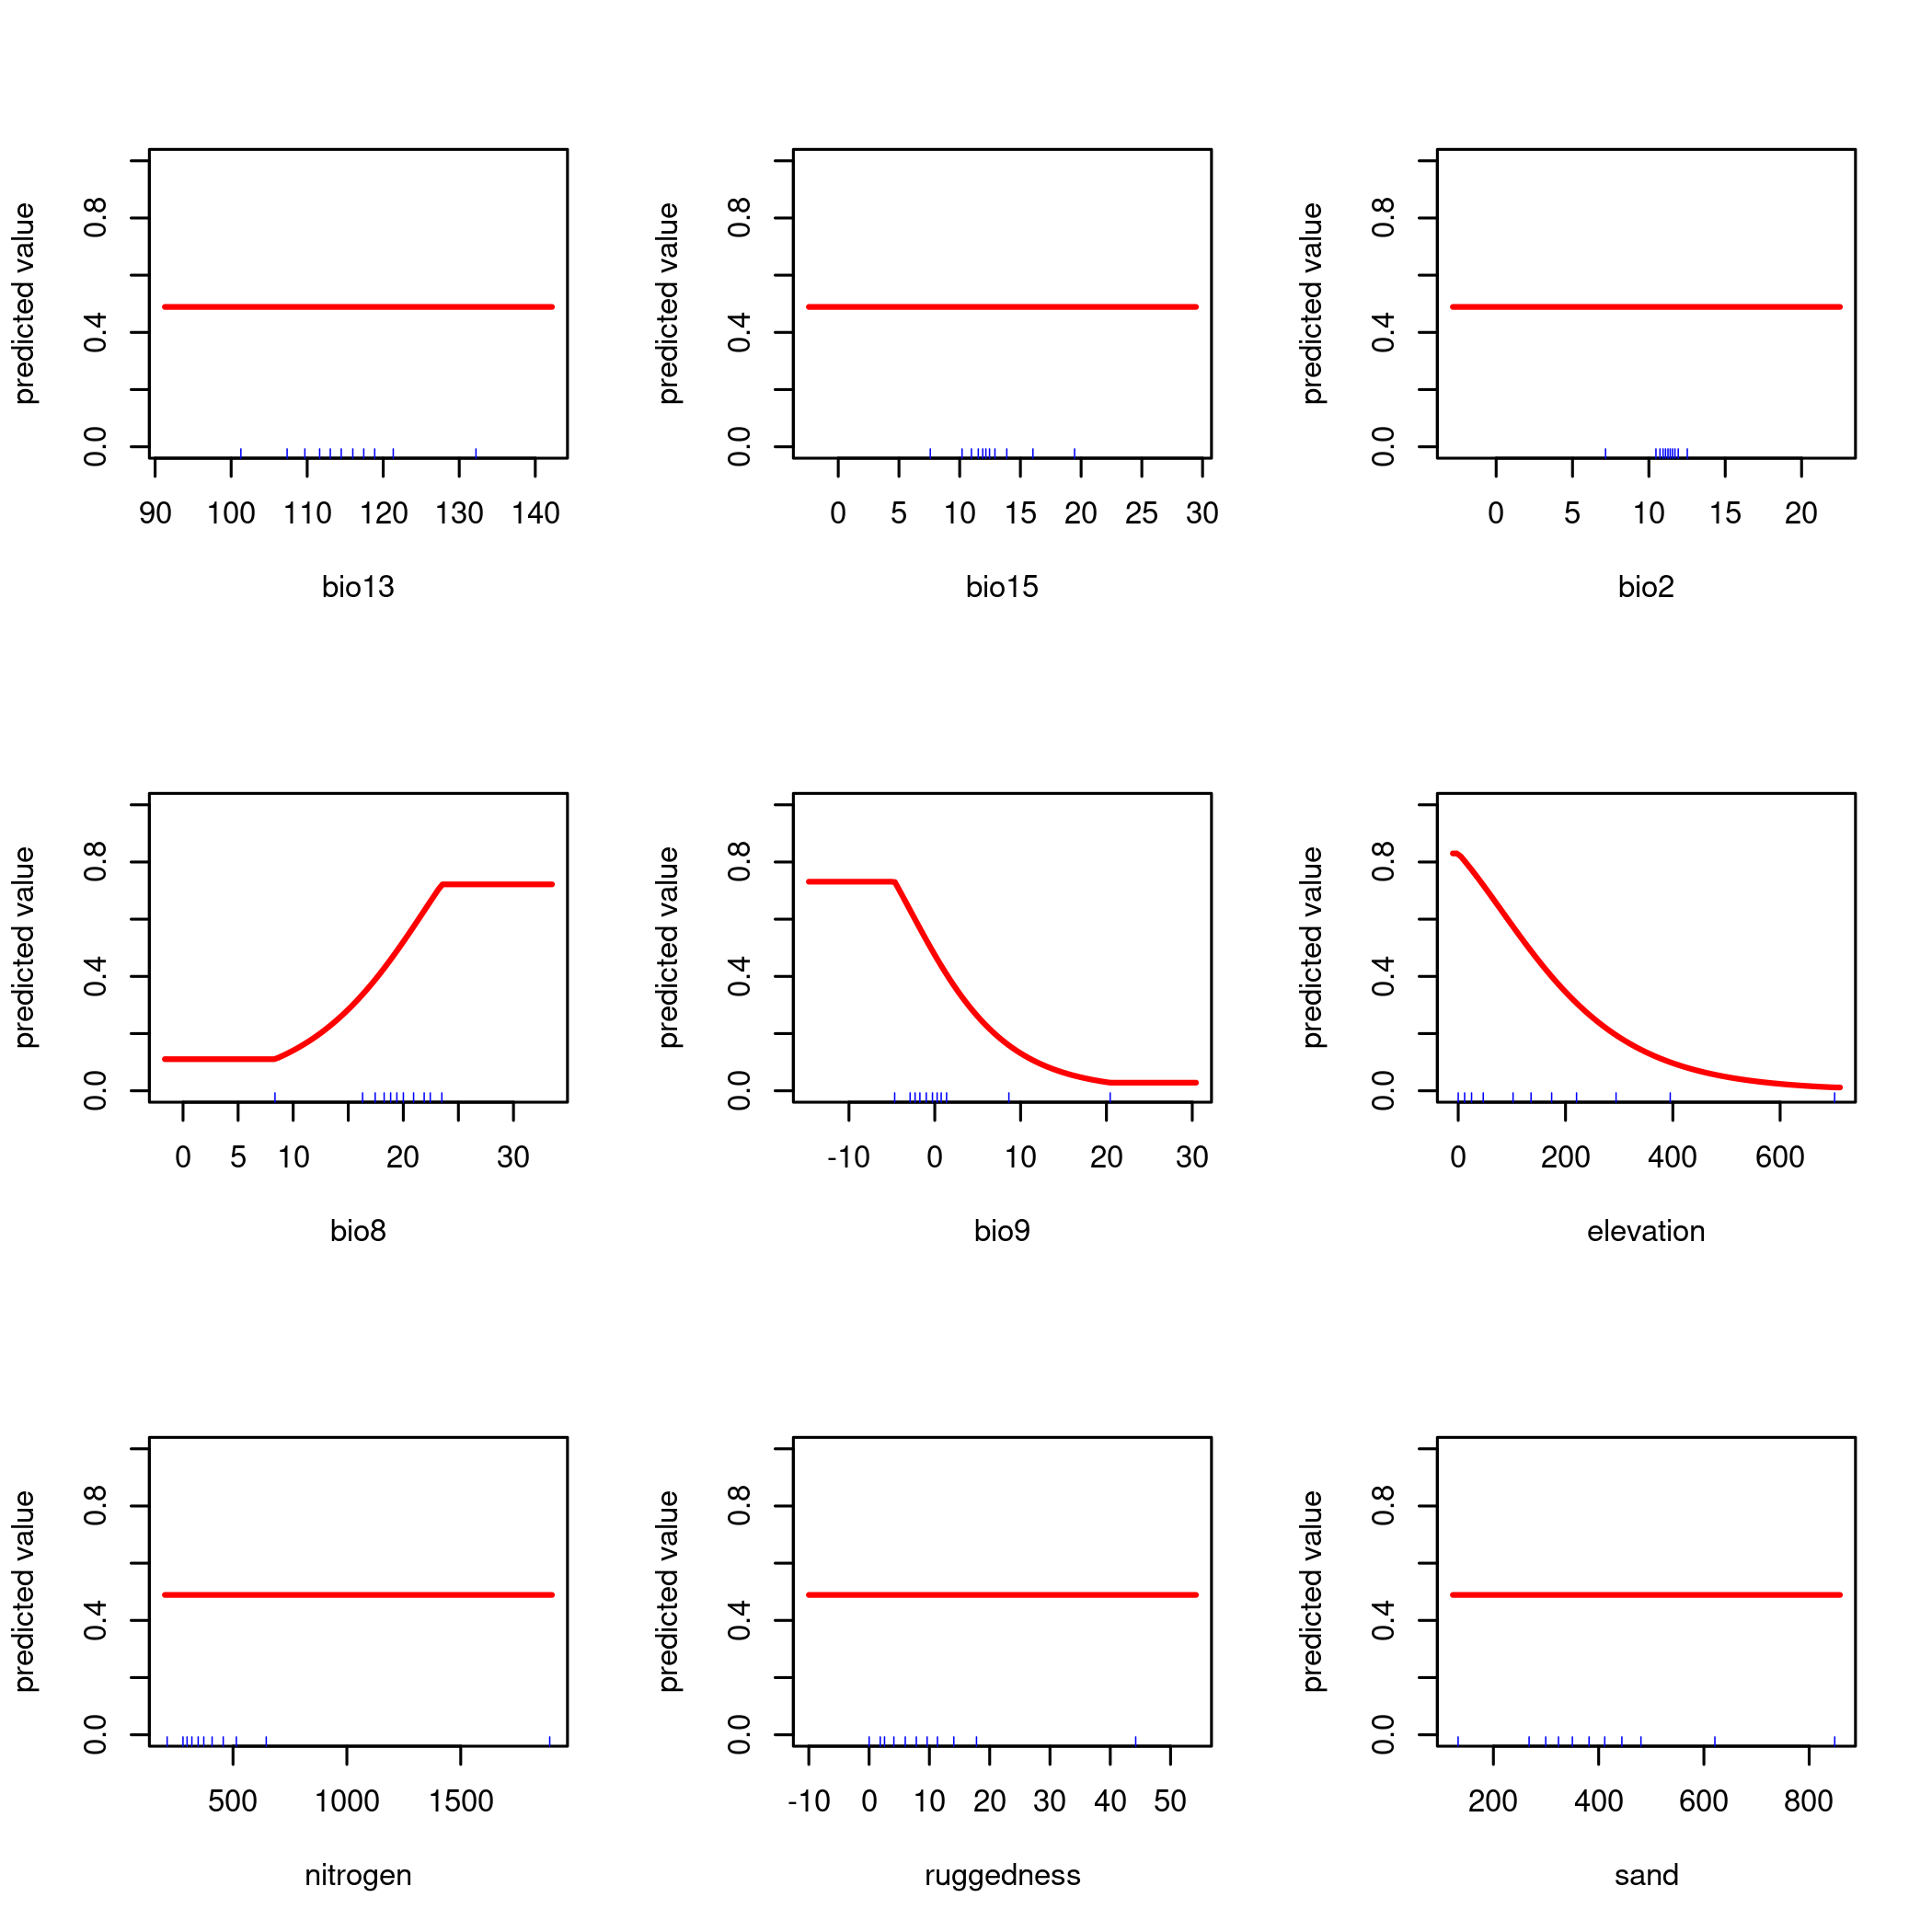 predicted value
0.0 0.4 0.8
90 100 110 120 130 140
bio13
predicted value
0.0 0.4 0.8
0 5 10 15 20 25 30
bio15
predicted value
0.0 0.4 0.8
0 5 10 15 20
bio2
predicted value
0.0 0.4 0.8
0 5 10 20 30
bio8
predicted value
0.0 0.4 0.8
-10 0 10 20 30
bio9
predicted value
0.0 0.4 0.8
0 200 400 600
elevation
predicted value
0.0 0.4 0.8
500 1000 1500
nitrogen
predicted value
0.0 0.4 0.8
-10 0 10 20 30 40 50
ruggedness
predicted value
0.0 0.4 0.8
200 400 600 800
sand